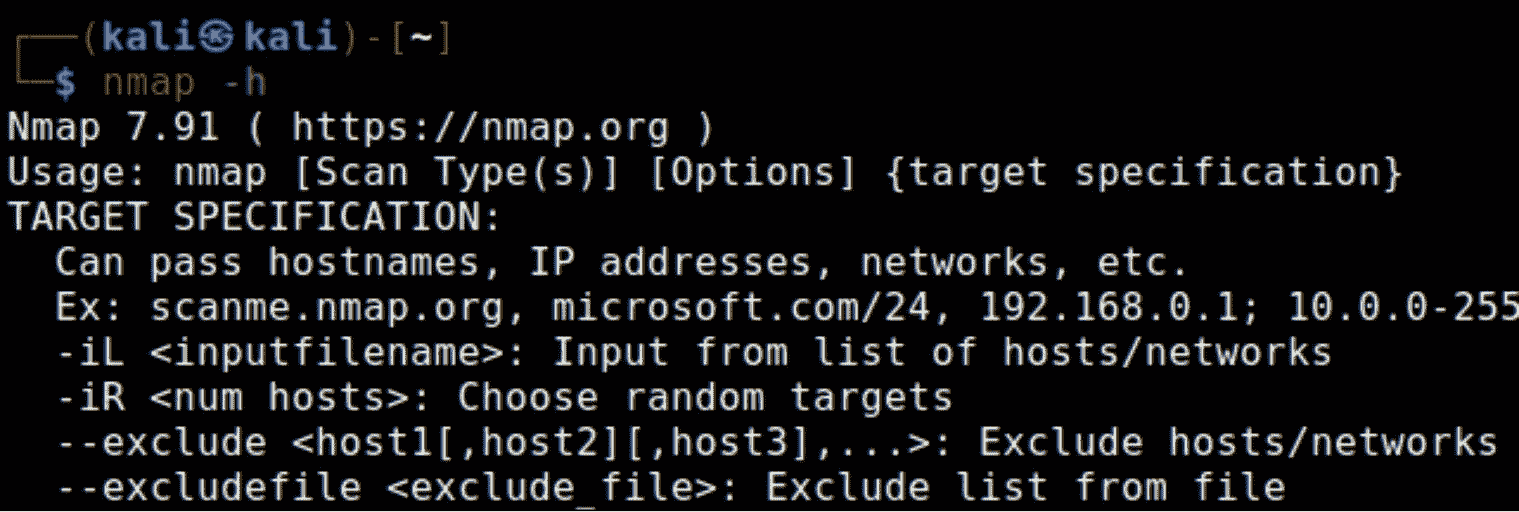 (kali㉿kali)-[~]
$ nmap -h
Nmap 7.91 ( https://nmap.org )
Usage: nmap [Scan Type(s)] [Options] {target specification}
TARGET SPECIFICATION:
Can pass hostnames, IP addresses, networks, etc.
Ex: scanme.nmap.org, microsoft.com/24, 192.168.0.1; 10.0.0-255
-iL <inputfilename>: Input from list of hosts/networks
-iR <num hosts>: Choose random targets
--exclude <host1[,host2][,host3],...>: Exclude hosts/networks
--excludefile <exclude_file>: Exclude list from file